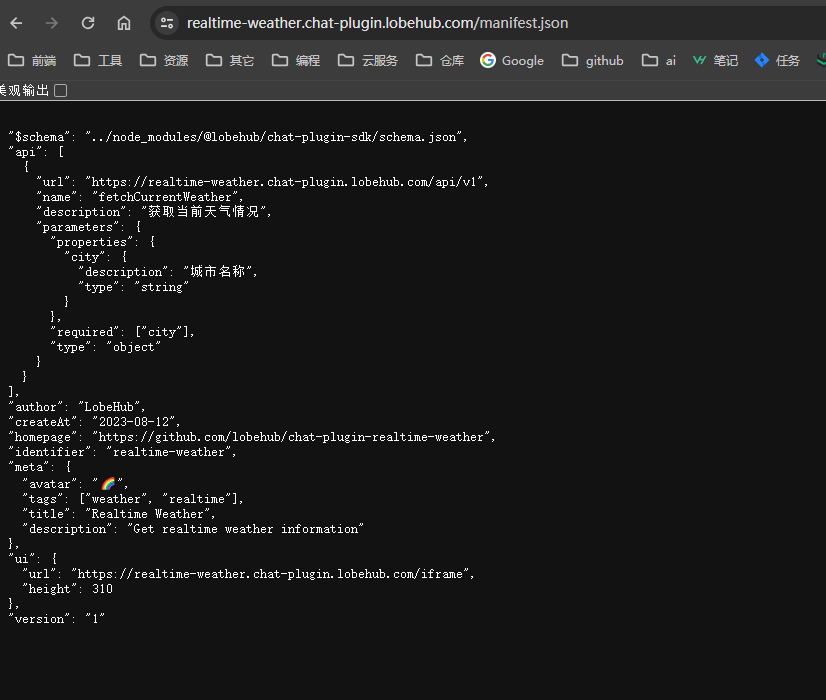 realtime-weather.chat-plugin.lobehub.com/manifest.json
前端 工具 资源 其它 编程 云服务 仓库 Google github ai 笔记 任务
美观输出
"$schema": "../node_modules/@lobehub/chat-plugin-sdk/schema.json",
"api": [
{
"url": "https://realtime-weather.chat-plugin.lobehub.com/api/v1",
"name": "fetchCurrentWeather",
"description": "获取当前天气情况",
"parameters": {
"properties": {
"city": {
"description": "城市名称",
"type": "string"
}
},
"required": ["city"],
"type": "object"
}
}
],
"author": "LobeHub",
"createAt": "2023-08-12",
"homepage": "https://github.com/lobehub/chat-plugin-realtime-weather",
"identifier": "realtime-weather",
"meta": {
"avatar": "🌈",
"tags": ["weather", "realtime"],
"title": "Realtime Weather",
"description": "Get realtime weather information"
},
"ui": {
"url": "https://realtime-weather.chat-plugin.lobehub.com/iframe",
"height": 310
},
"version": "1"